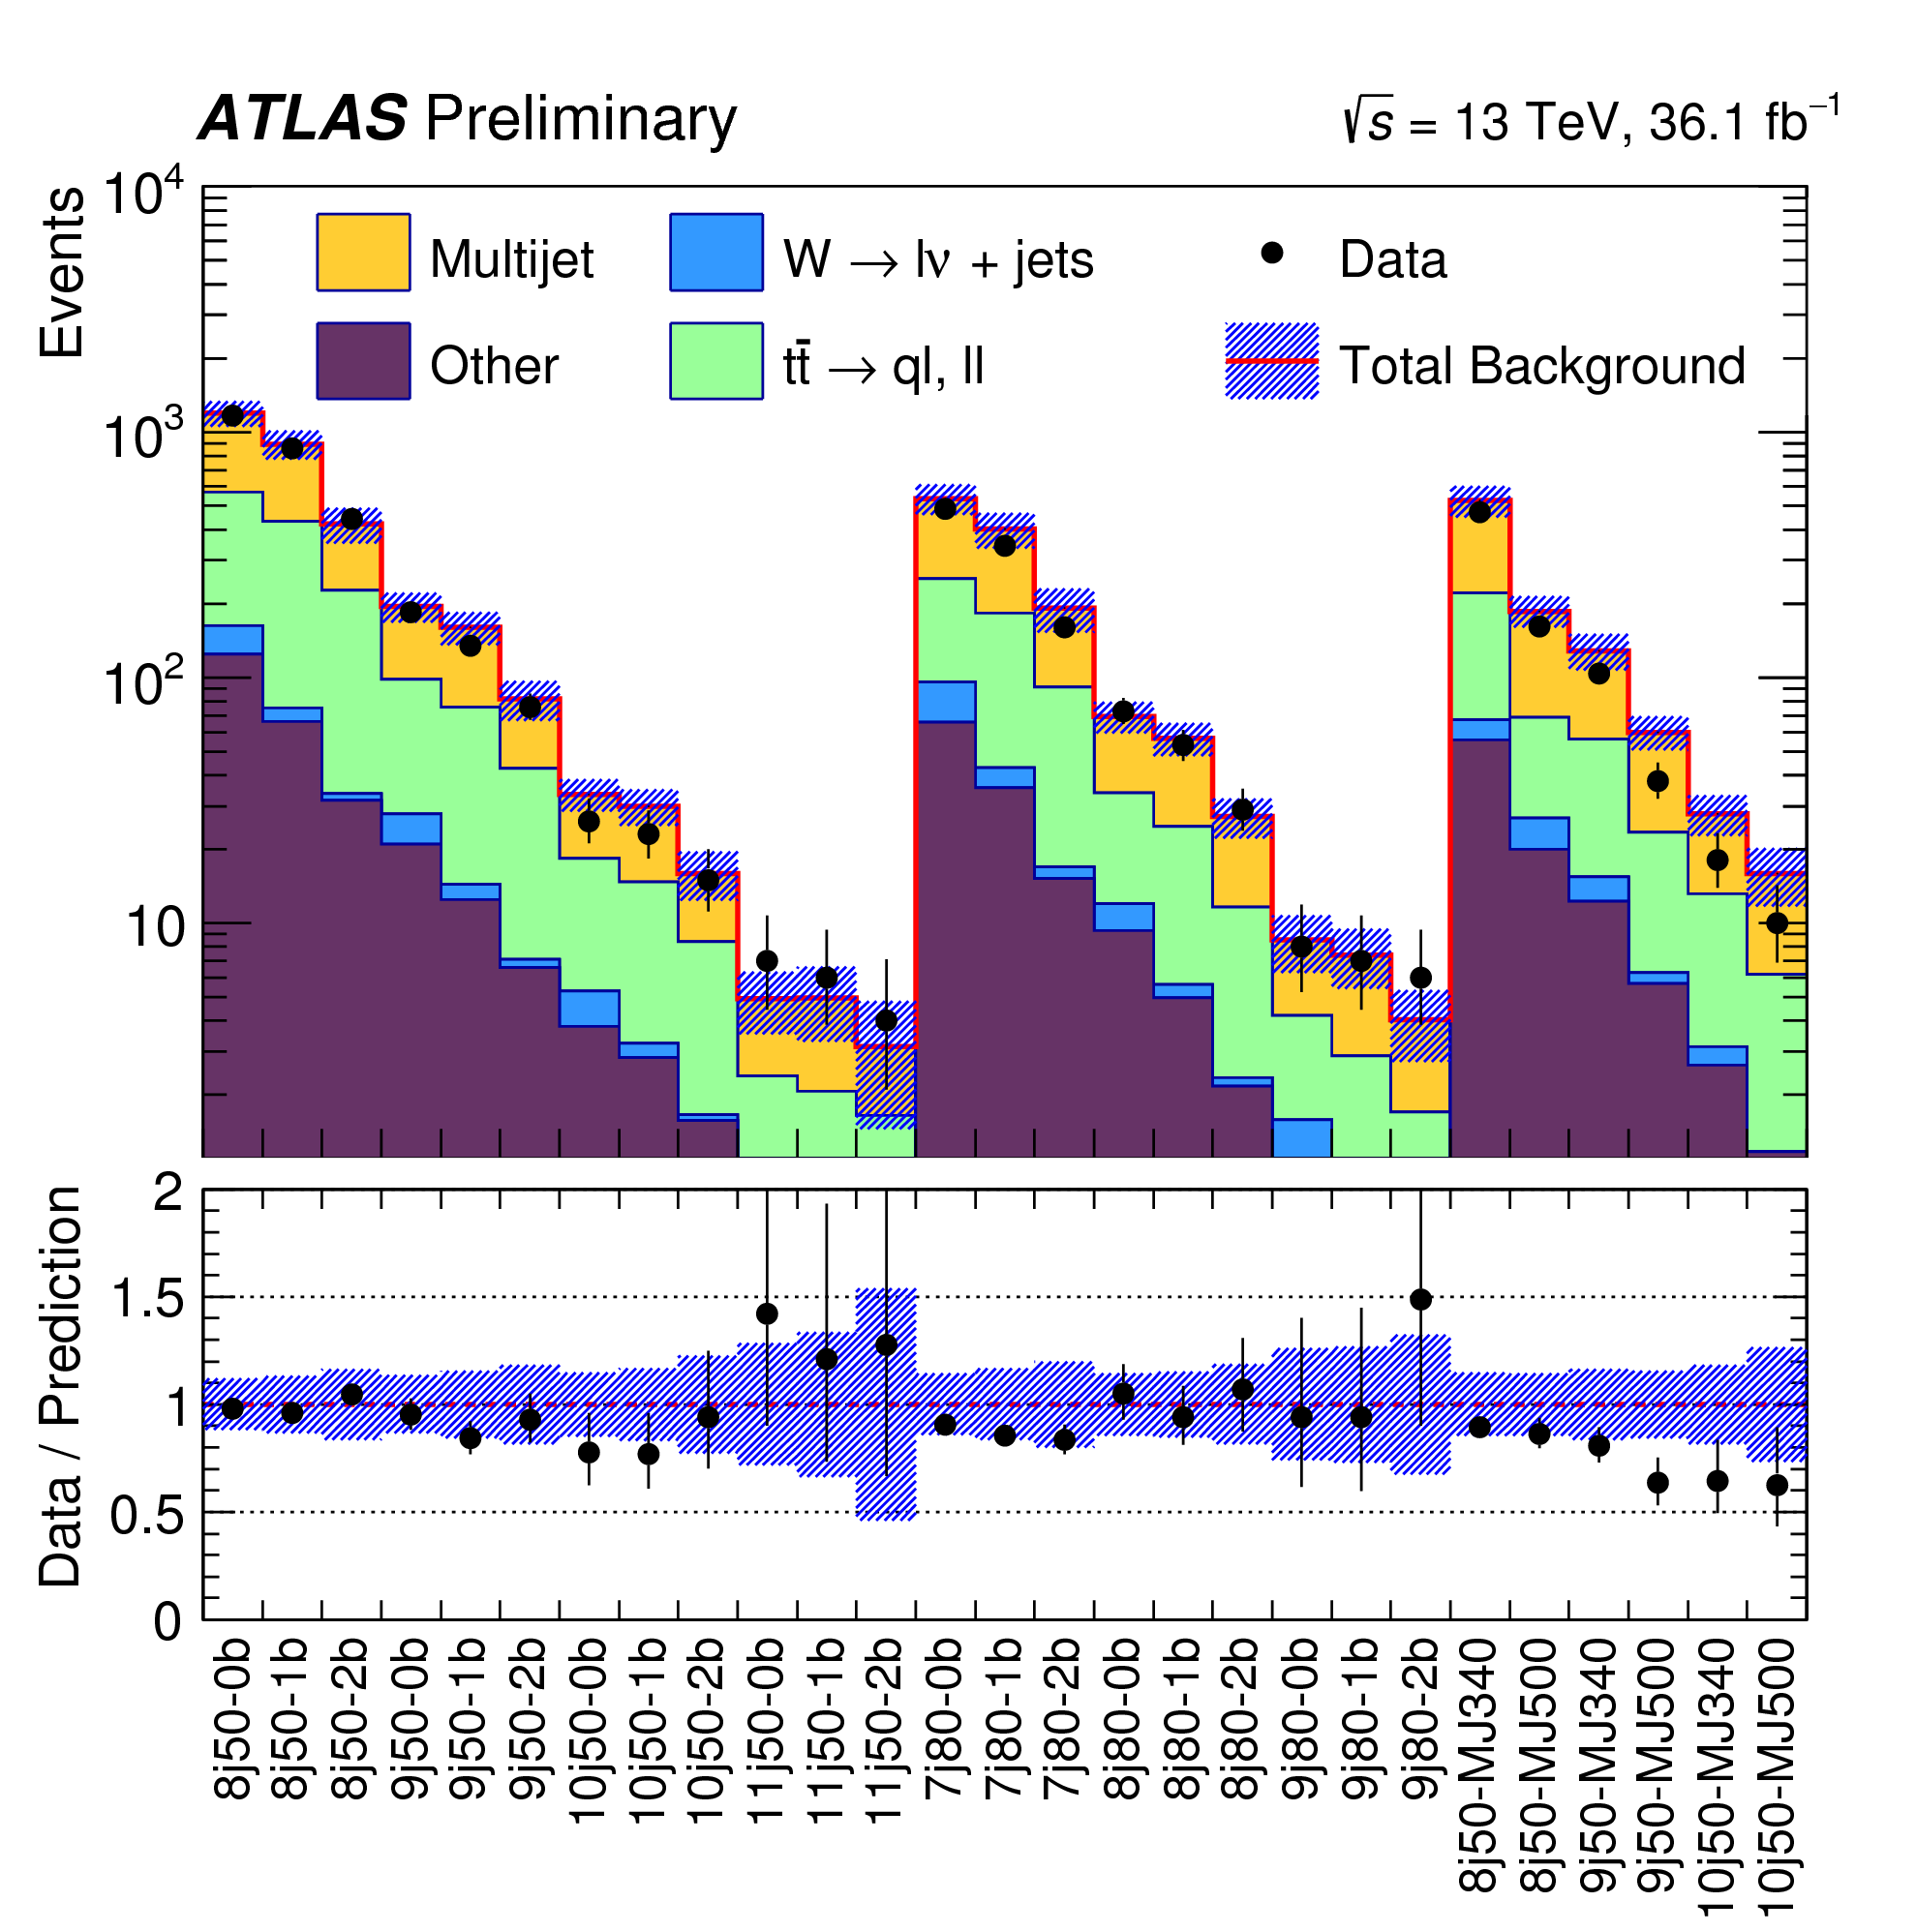 ATLAS Preliminary
√s = 13 TeV, 36.1 fb⁻¹
Events
10⁴
10³
10²
10
Multijet
W → lν + jets
Data
Other
tt̄ → ql, ll
Total Background
Data / Prediction
2
1.5
1
0.5
0
8j50-0b
8j50-1b
8j50-2b
9j50-0b
9j50-1b
9j50-2b
10j50-0b
10j50-1b
10j50-2b
11j50-0b
11j50-1b
11j50-2b
7j80-0b
7j80-1b
7j80-2b
8j80-0b
8j80-1b
8j80-2b
9j80-0b
9j80-1b
9j80-2b
8j50-MJ340
8j50-MJ500
9j50-MJ340
9j50-MJ500
10j50-MJ340
10j50-MJ500